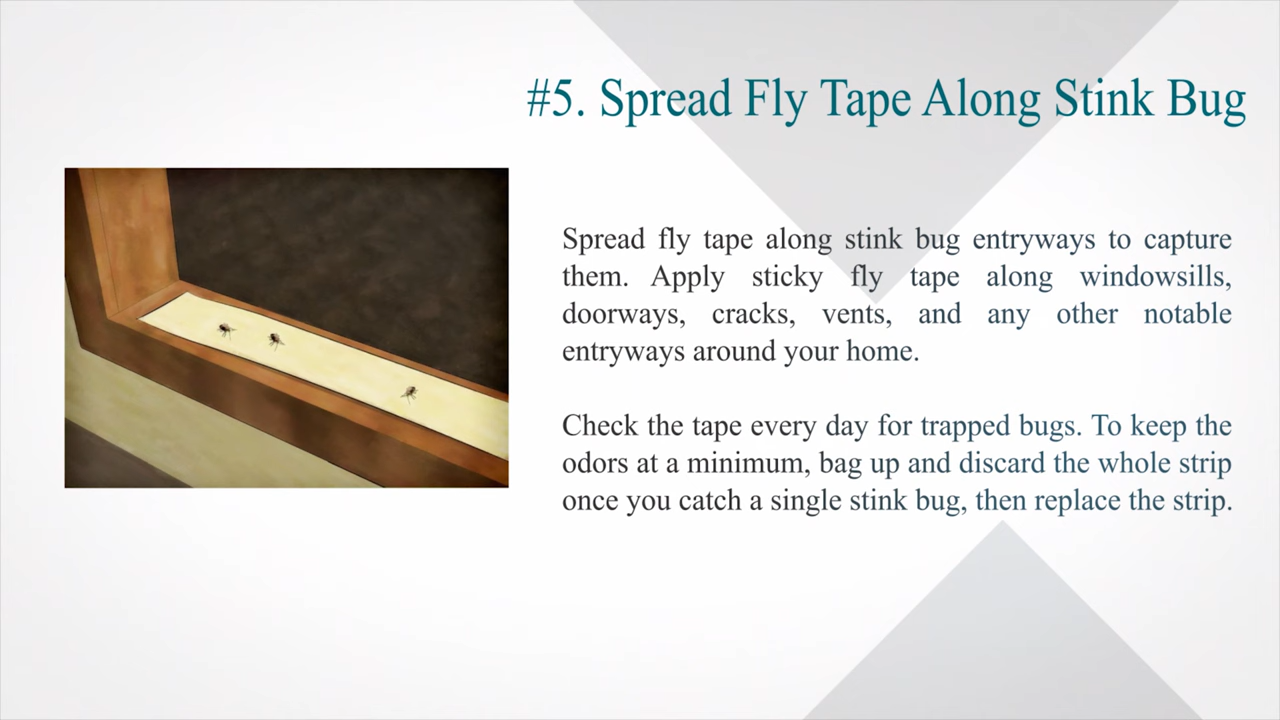 #5. Spread Fly Tape Along Stink Bug
Spread fly tape along stink bug entryways to capture
them. Apply sticky fly tape along windowsills,
doorways, cracks, vents, and any other notable
entryways around your home.
Check the tape every day for trapped bugs. To keep the
odors at a minimum, bag up and discard the whole strip
once you catch a single stink bug, then replace the strip.